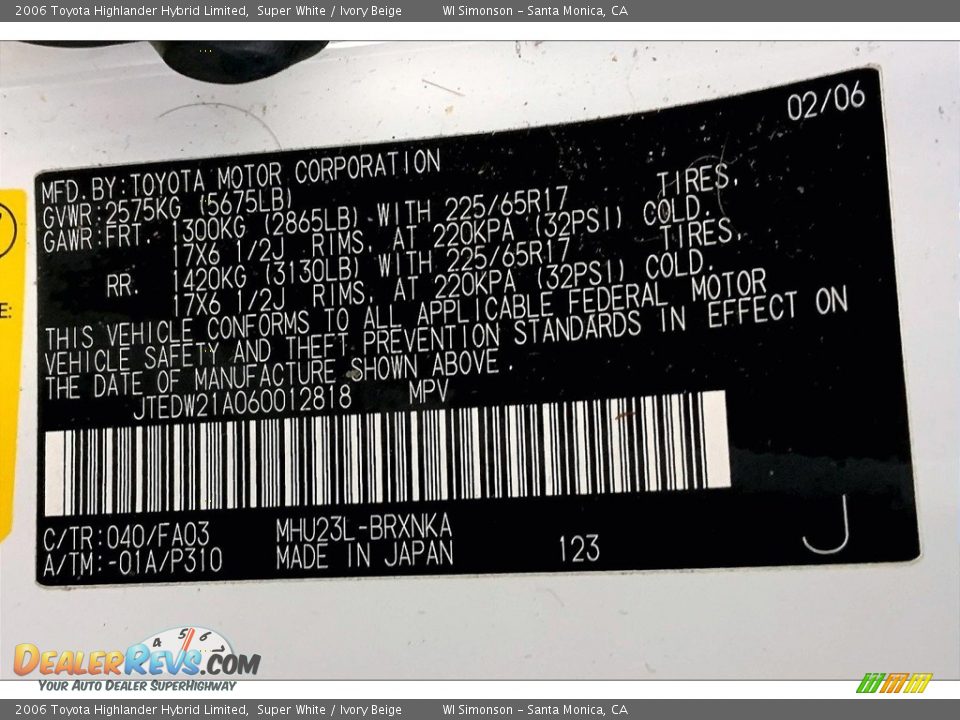 2006 Toyota Highlander Hybrid Limited, Super White / Ivory Beige WI Simonson - Santa Monica, CA
02/06
MFD. BY: TOYOTA MOTOR CORPORATION
GVWR: 2575KG (5675LB)
GAWR: FRT. 1300KG (2865LB) WITH 225/65R17 TIRES,
17X6 1/2J RIMS, AT 220KPA (32PSI) COLD.
RR. 1420KG (3130LB) WITH 225/65R17 TIRES,
17X6 1/2J RIMS, AT 220KPA (32PSI) COLD.
THIS VEHICLE CONFORMS TO ALL APPLICABLE FEDERAL MOTOR
VEHICLE SAFETY AND THEFT PREVENTION STANDARDS IN EFFECT ON
THE DATE OF MANUFACTURE SHOWN ABOVE.
JTEDW21A060012818 MPV
C/TR: 040/FA03 MHU23L-BRXNKA
A/TM: -01A/P310 MADE IN JAPAN 123 J
E:
4 5 6
DEALERREVS.COM
YOUR AUTO DEALER SUPERHIGHWAY
2006 Toyota Highlander Hybrid Limited, Super White / Ivory Beige WI Simonson - Santa Monica, CA